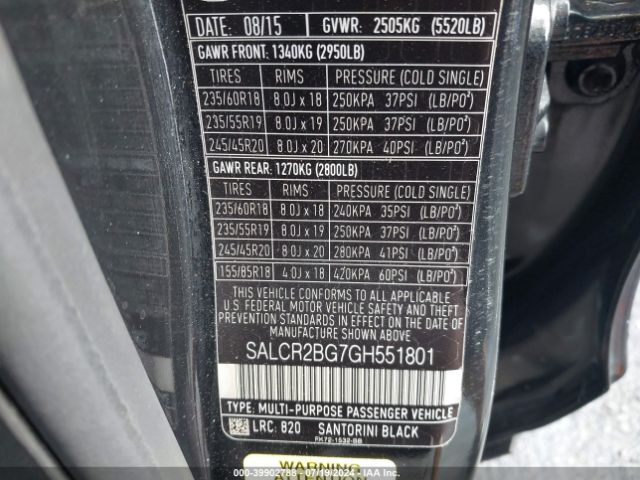 DATE: 08/15 GVWR: 2505KG (5520LB)
GAWR FRONT: 1340KG (2950LB)
TIRES RIMS PRESSURE (COLD SINGLE)
235/60R18 8.0J x 18 250KPA 37PSI (LB/PO²)
235/55R19 8.0J x 19 250KPA 37PSI (LB/PO²)
245/45R20 8.0J x 20 270KPA 40PSI (LB/PO²)
GAWR REAR: 1270KG (2800LB)
TIRES RIMS PRESSURE (COLD SINGLE)
235/60R18 8.0J x 18 240KPA 35PSI (LB/PO²)
235/55R19 8.0J x 19 250KPA 37PSI (LB/PO²)
245/45R20 8.0J x 20 280KPA 41PSI (LB/PO²)
155/85R18 4.0J x 18 420KPA 60PSI (LB/PO²)
THIS VEHICLE CONFORMS TO ALL APPLICABLE
U.S. FEDERAL MOTOR VEHICLE SAFETY AND
THEFT PREVENTION STANDARDS IN EFFECT ON
THE DATE OF MANUFACTURE SHOWN ABOVE
SALCR2BG7GH551801
TYPE: MULTI-PURPOSE PASSENGER VEHICLE
LRC: 820 SANTORINI BLACK
FK72-1532-BB
CAUTION
#: 39902788 - 07/19/2024 - IAAI.COM